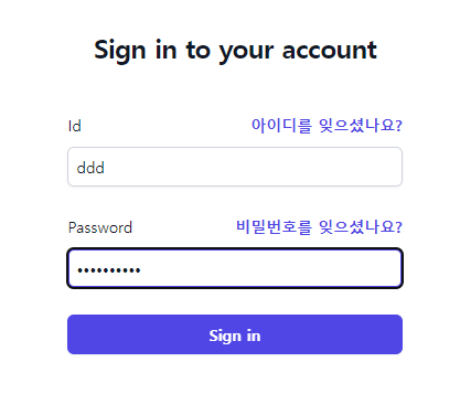 Sign in to your account
Id 아이디를 잊으셨나요?
ddd
Password 비밀번호를 잊으셨나요?
••••••••••
Sign in